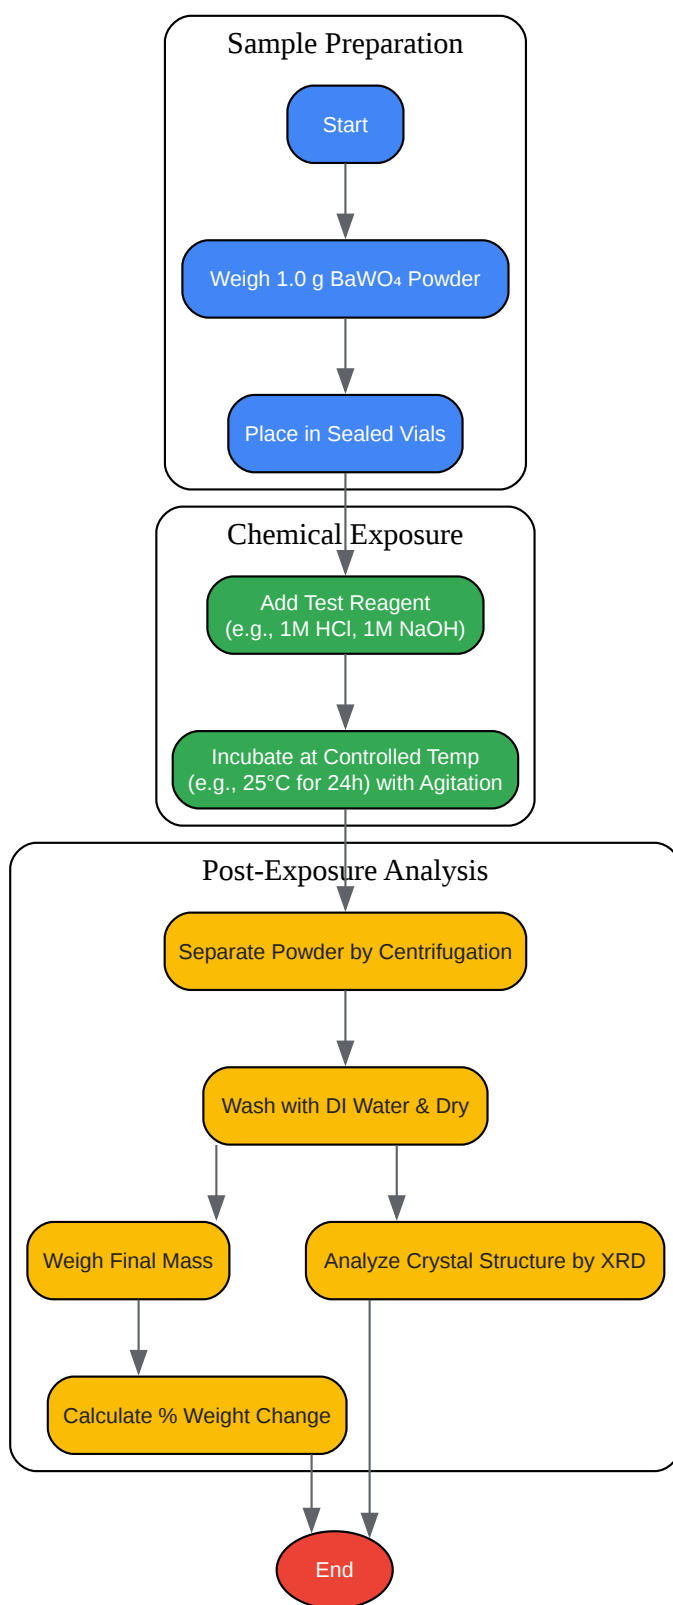 Sample Preparation
Start
Weigh 1.0 g BaWO₄ Powder
Place in Sealed Vials
Chemical Exposure
Add Test Reagent
(e.g., 1M HCl, 1M NaOH)
Incubate at Controlled Temp
(e.g., 25°C for 24h) with Agitation
Post-Exposure Analysis
Separate Powder by Centrifugation
Wash with DI Water & Dry
Weigh Final Mass
Analyze Crystal Structure by XRD
Calculate % Weight Change
End